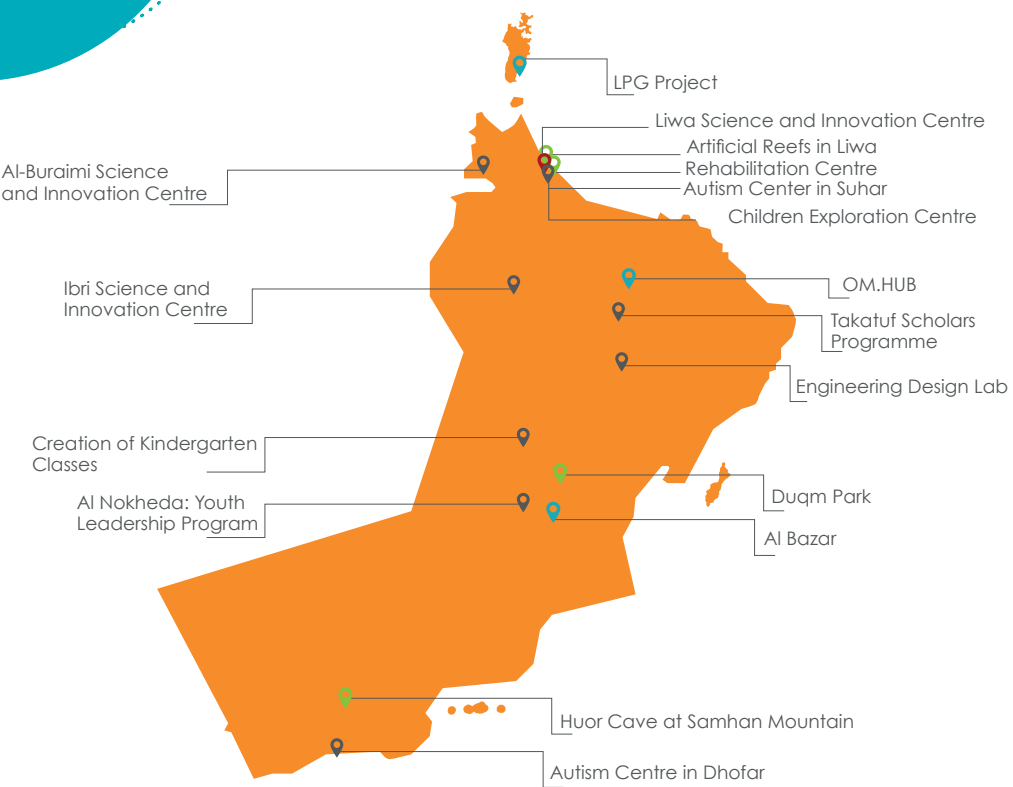 LPG Project
Liwa Science and Innovation Centre
Artificial Reefs in Liwa
Rehabilitation Centre
Autism Center in Suhar
Children Exploration Centre
Al-Buraimi Science
and Innovation Centre
Ibri Science and
Innovation Centre
OM.HUB
Takatuf Scholars
Programme
Engineering Design Lab
Creation of Kindergarten
Classes
Al Nokheda: Youth
Leadership Program
Duqm Park
Al Bazar
Huor Cave at Samhan Mountain
Autism Centre in Dhofar